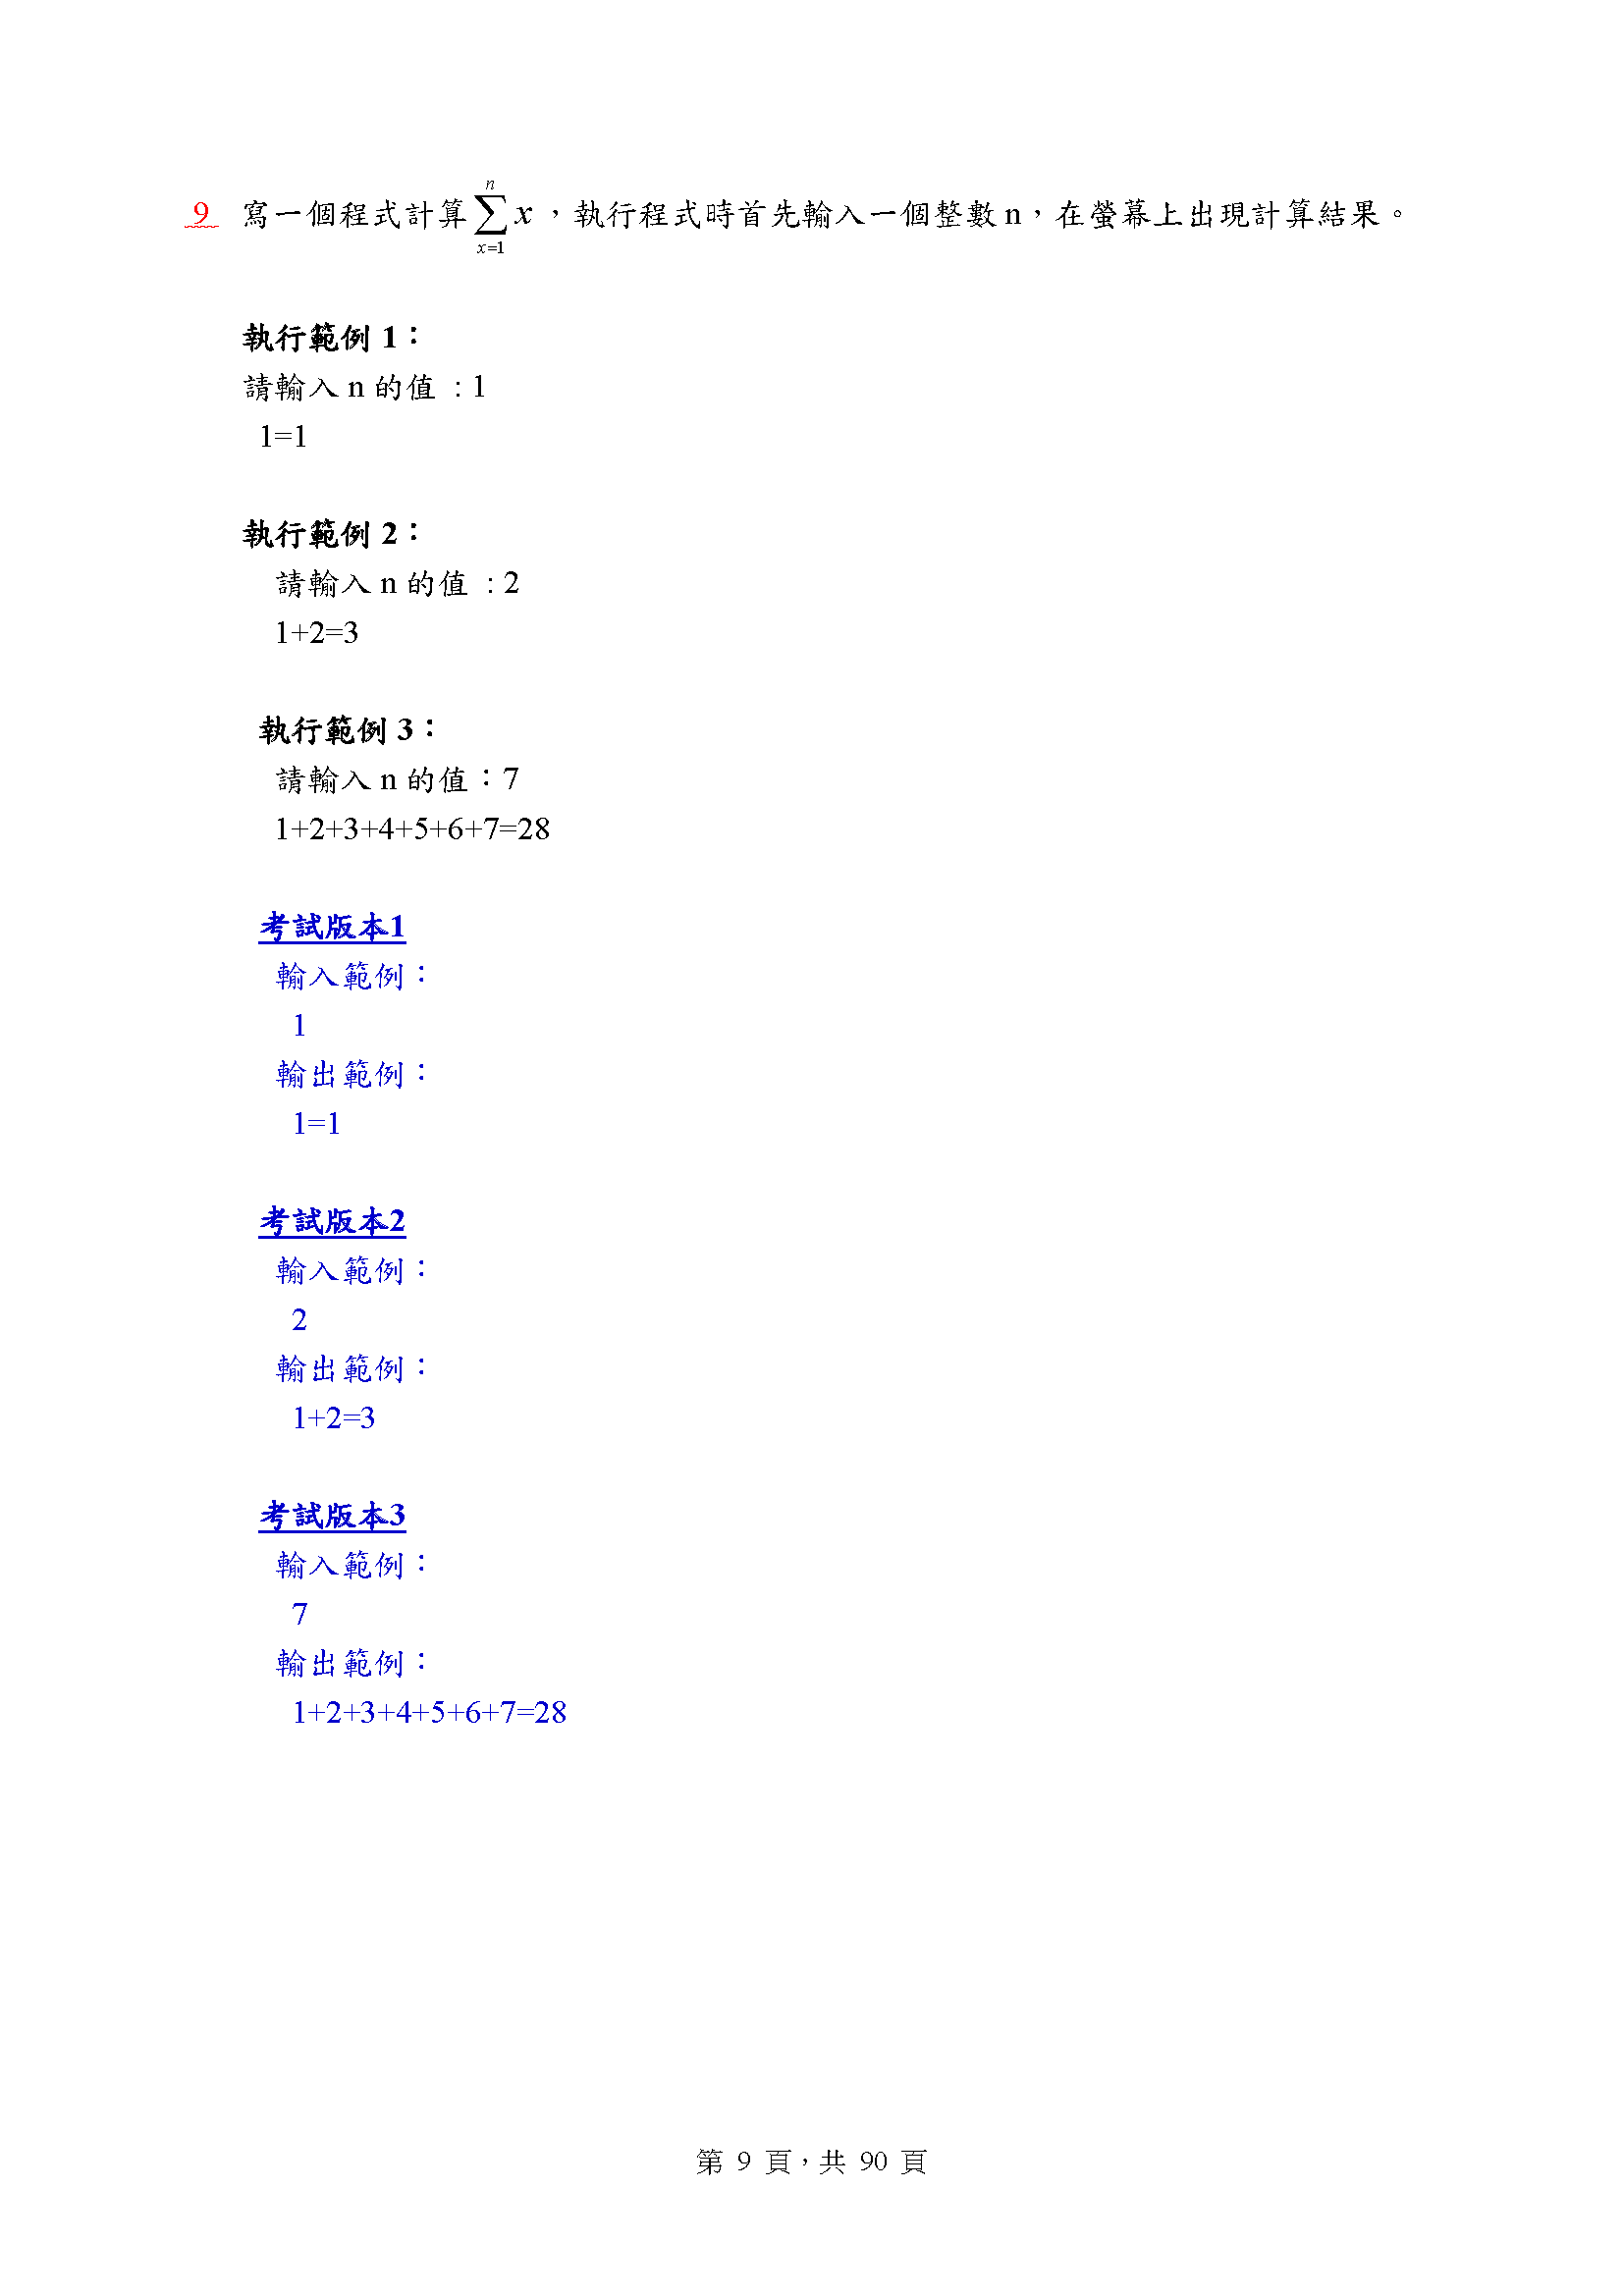 9 寫一個程式計算 n ∑ x=1 x，執行程式時首先輸入一個整數 n，在螢幕上出現計算結果。
執行範例 1：
請輸入 n 的值 : 1
1=1
執行範例 2：
請輸入 n 的值 : 2
1+2=3
執行範例 3：
請輸入 n 的值：7
1+2+3+4+5+6+7=28
考試版本1
輸入範例：
1
輸出範例：
1=1
考試版本2
輸入範例：
2
輸出範例：
1+2=3
考試版本3
輸入範例：
7
輸出範例：
1+2+3+4+5+6+7=28
第 9 頁，共 90 頁